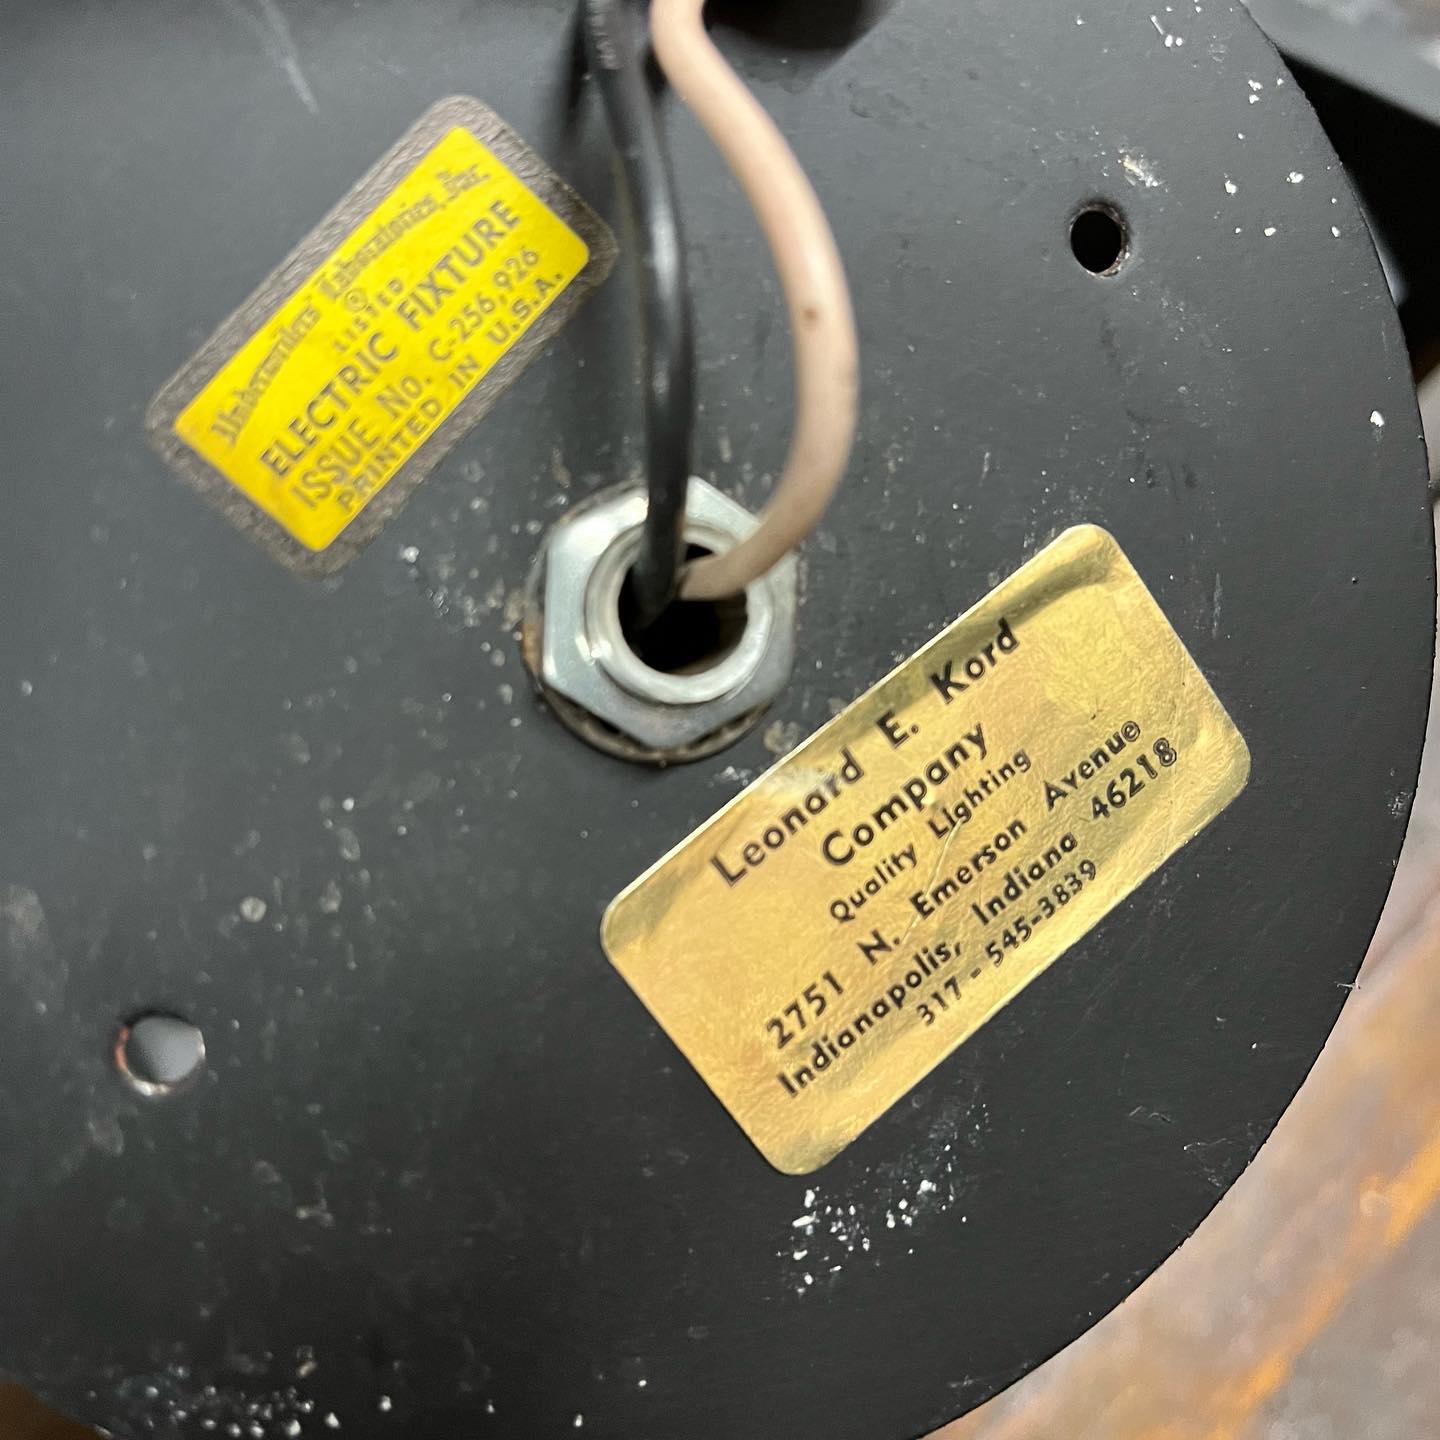 Underwriters' Laboratories, Inc.
LISTED
ELECTRIC FIXTURE
ISSUE No. C-256,926
PRINTED IN U.S.A.
Leonard E. Kord
Company
Quality Lighting
2751 N. Emerson Avenue
Indianapolis, Indiana 46218
317 - 545-3839